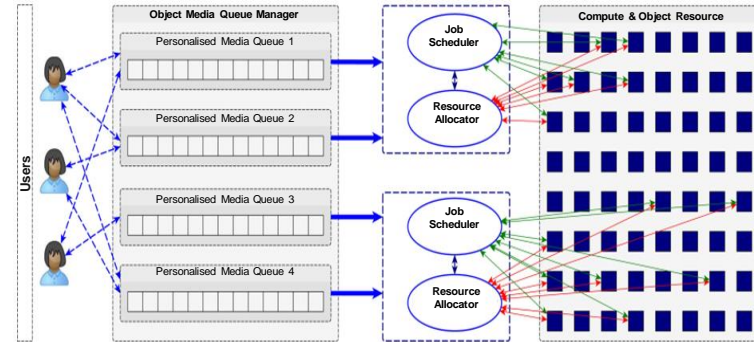 Users
Object Media Queue Manager
Personalised Media Queue 1
Personalised Media Queue 2
Personalised Media Queue 3
Personalised Media Queue 4
Job
Scheduler
Resource
Allocator
Job
Scheduler
Resource
Allocator
Compute & Object Resource